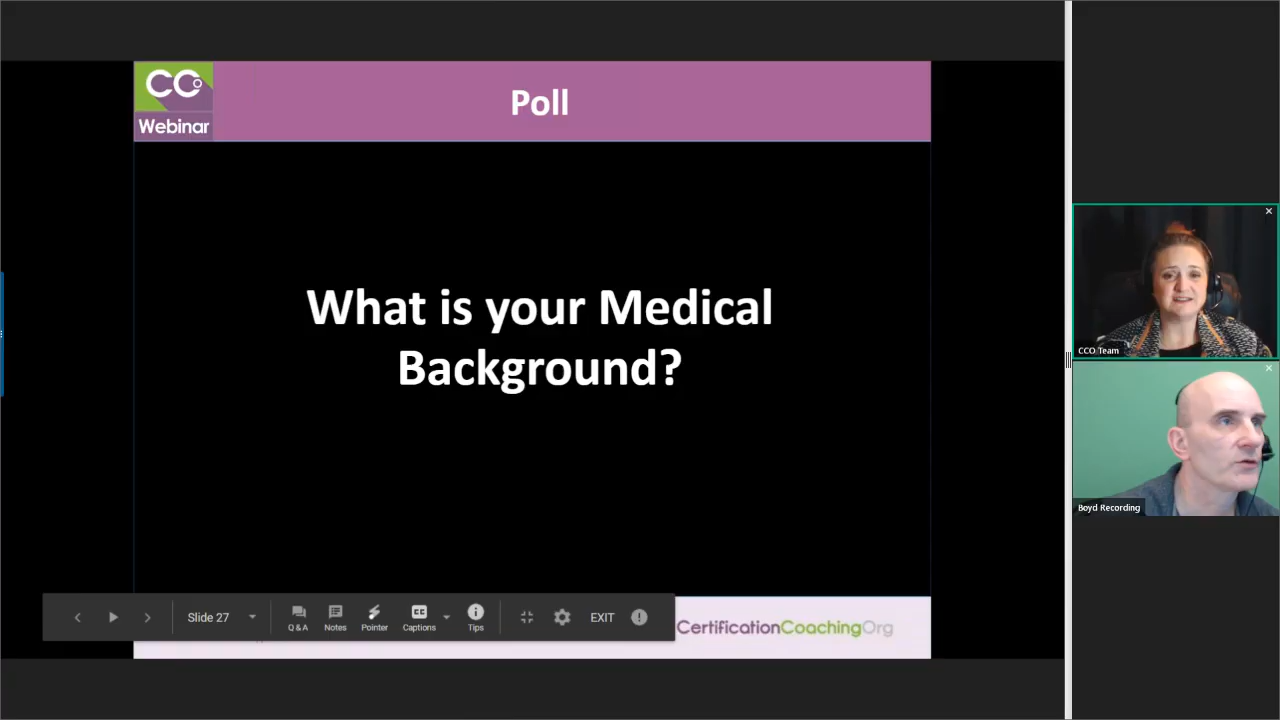 CCO
Webinar
Poll
What is your Medical
Background?
Slide 27
Q & A
Notes
Pointer
CC
Captions
Tips
EXIT
CertificationCoachingOrg
CCO Team
Boyd Recording